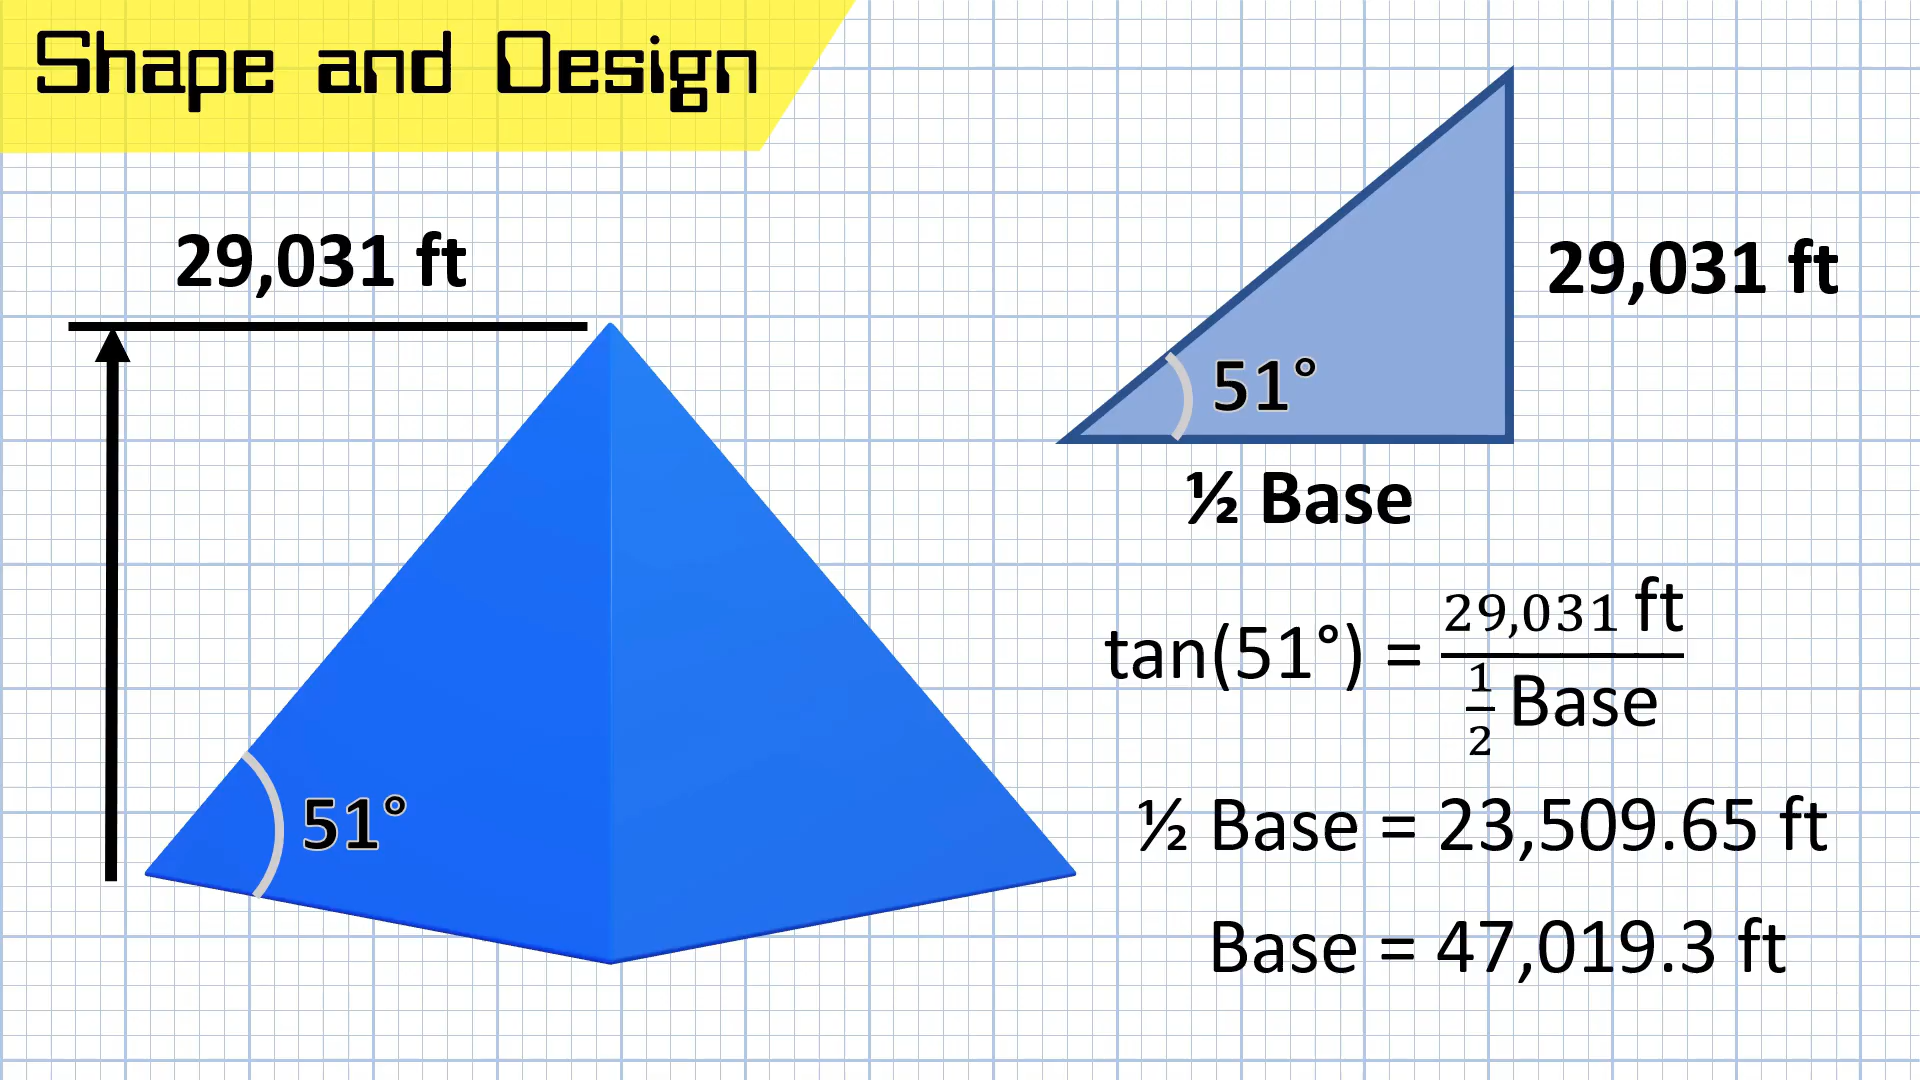 Shape and Design
29,031 ft
51°
29,031 ft
51°
½ Base
tan(51°) = 29,031 ft / 1/2 Base
½ Base = 23,509.65 ft
Base = 47,019.3 ft